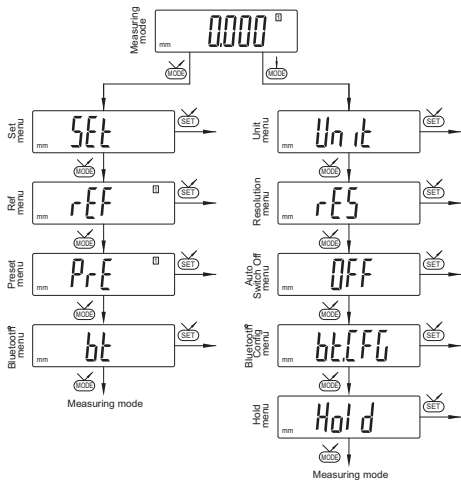 Measuring
mode
mm
0.000
1
MODE
MODE
Set
menu
mm
SEt
SET
MODE
Ref
menu
mm
rEF
1
SET
MODE
Preset
menu
mm
PrE
1
SET
MODE
Bluetooth
menu
mm
bt
SET
MODE
Measuring mode
Unit
menu
mm
Unit
SET
MODE
Resolution
menu
mm
rES
SET
MODE
Auto
Switch Off
menu
mm
OFF
SET
MODE
Bluetooth
Config
menu
mm
bt.CFG
SET
MODE
Hold
menu
mm
Hold
SET
MODE
Measuring mode